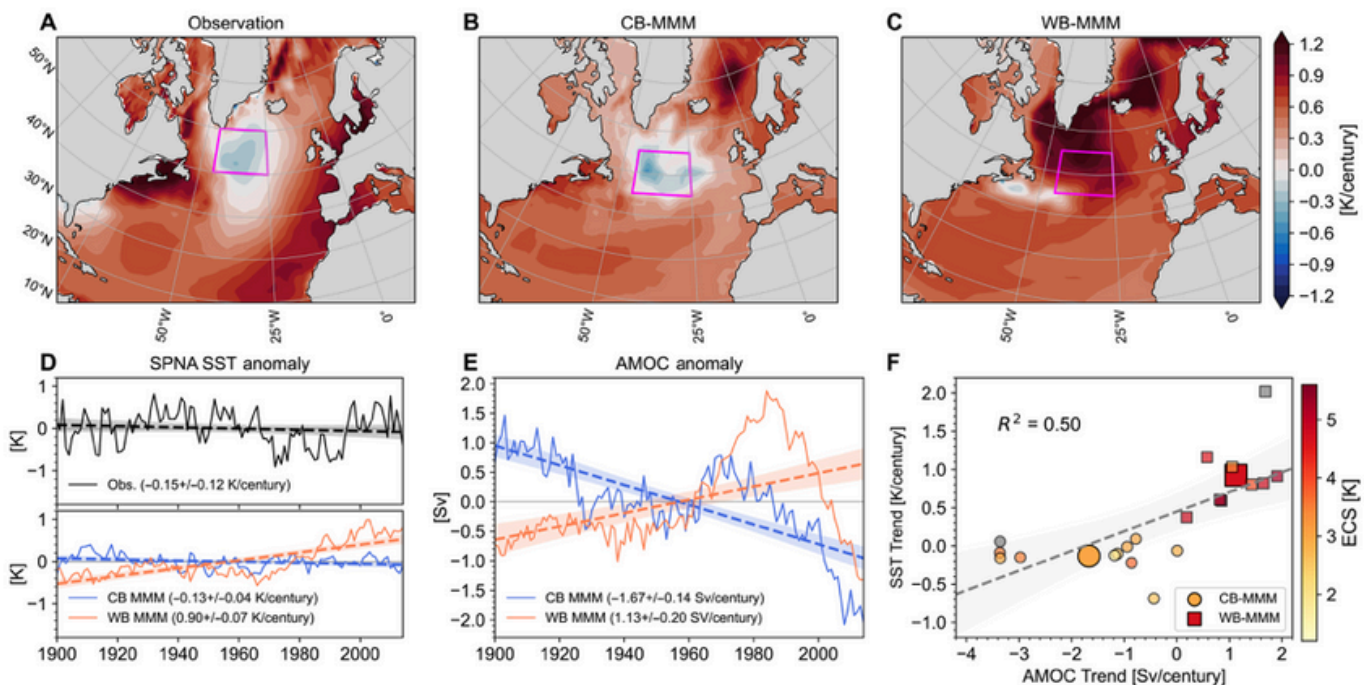 A Observation
B CB-MMM
C WB-MMM
50°N
40°N
30°N
20°N
10°N
50°W
25°W
0°
50°W
25°W
0°
50°W
25°W
0°
1.2
0.9
0.6
0.3
0.0
−0.3
−0.6
−0.9
−1.2
[K/century]
D SPNA SST anomaly
[K]
1
0
−1
Obs. (−0.15+/−0.12 K/century)
[K]
1
0
−1
CB MMM (−0.13+/−0.04 K/century)
WB MMM (0.90+/−0.07 K/century)
1900 1920 1940 1960 1980 2000
E AMOC anomaly
[Sv]
2.0
1.5
1.0
0.5
0.0
−0.5
−1.0
−1.5
−2.0
CB MMM (−1.67+/−0.14 Sv/century)
WB MMM (1.13+/−0.20 SV/century)
1900 1920 1940 1960 1980 2000
F
SST Trend [K/century]
2.0
1.5
1.0
0.5
0.0
−0.5
−1.0
R² = 0.50
CB-MMM
WB-MMM
−4 −3 −2 −1 0 1 2
AMOC Trend [Sv/century]
5
4
3
2
ECS [K]